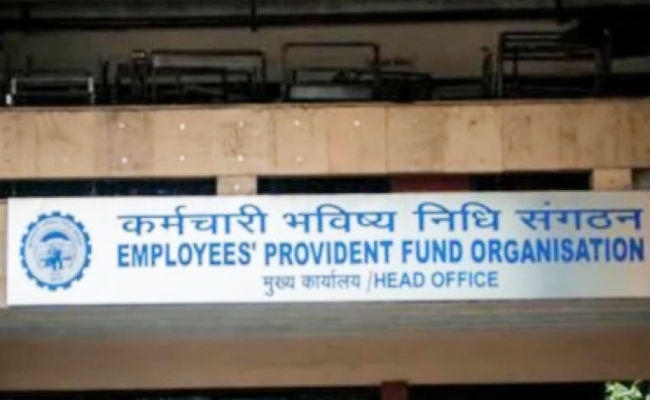 कर्मचारी भविष्य निधि संगठन
EMPLOYEES' PROVIDENT FUND ORGANISATION
मुख्य कार्यालय /HEAD OFFICE